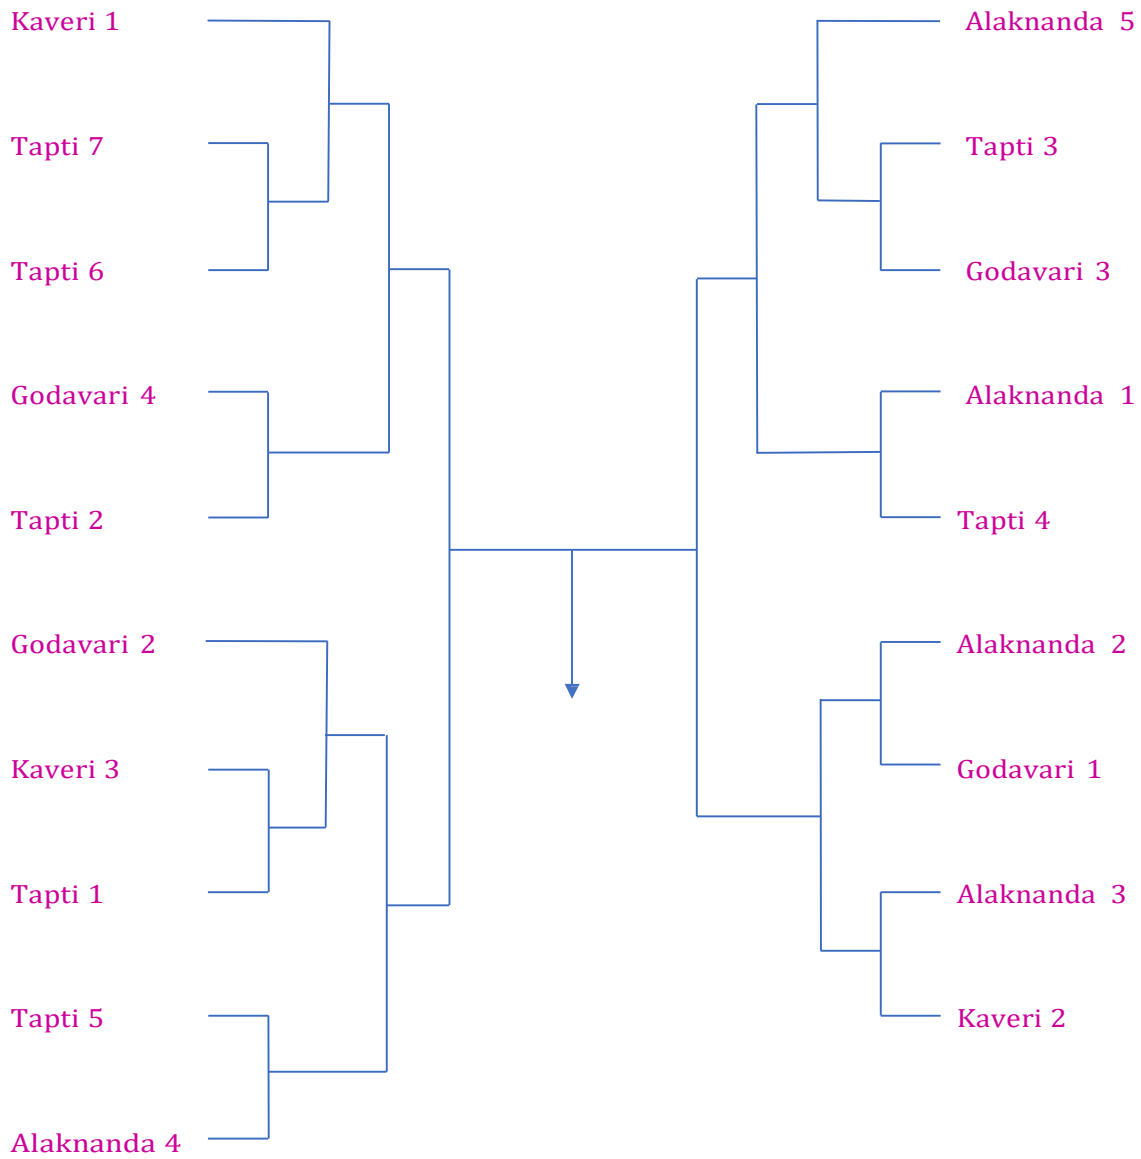 Kaveri 1
Tapti 7
Tapti 6
Godavari 4
Tapti 2
Godavari 2
Kaveri 3
Tapti 1
Tapti 5
Alaknanda 4
Alaknanda 5
Tapti 3
Godavari 3
Alaknanda 1
Tapti 4
Alaknanda 2
Godavari 1
Alaknanda 3
Kaveri 2